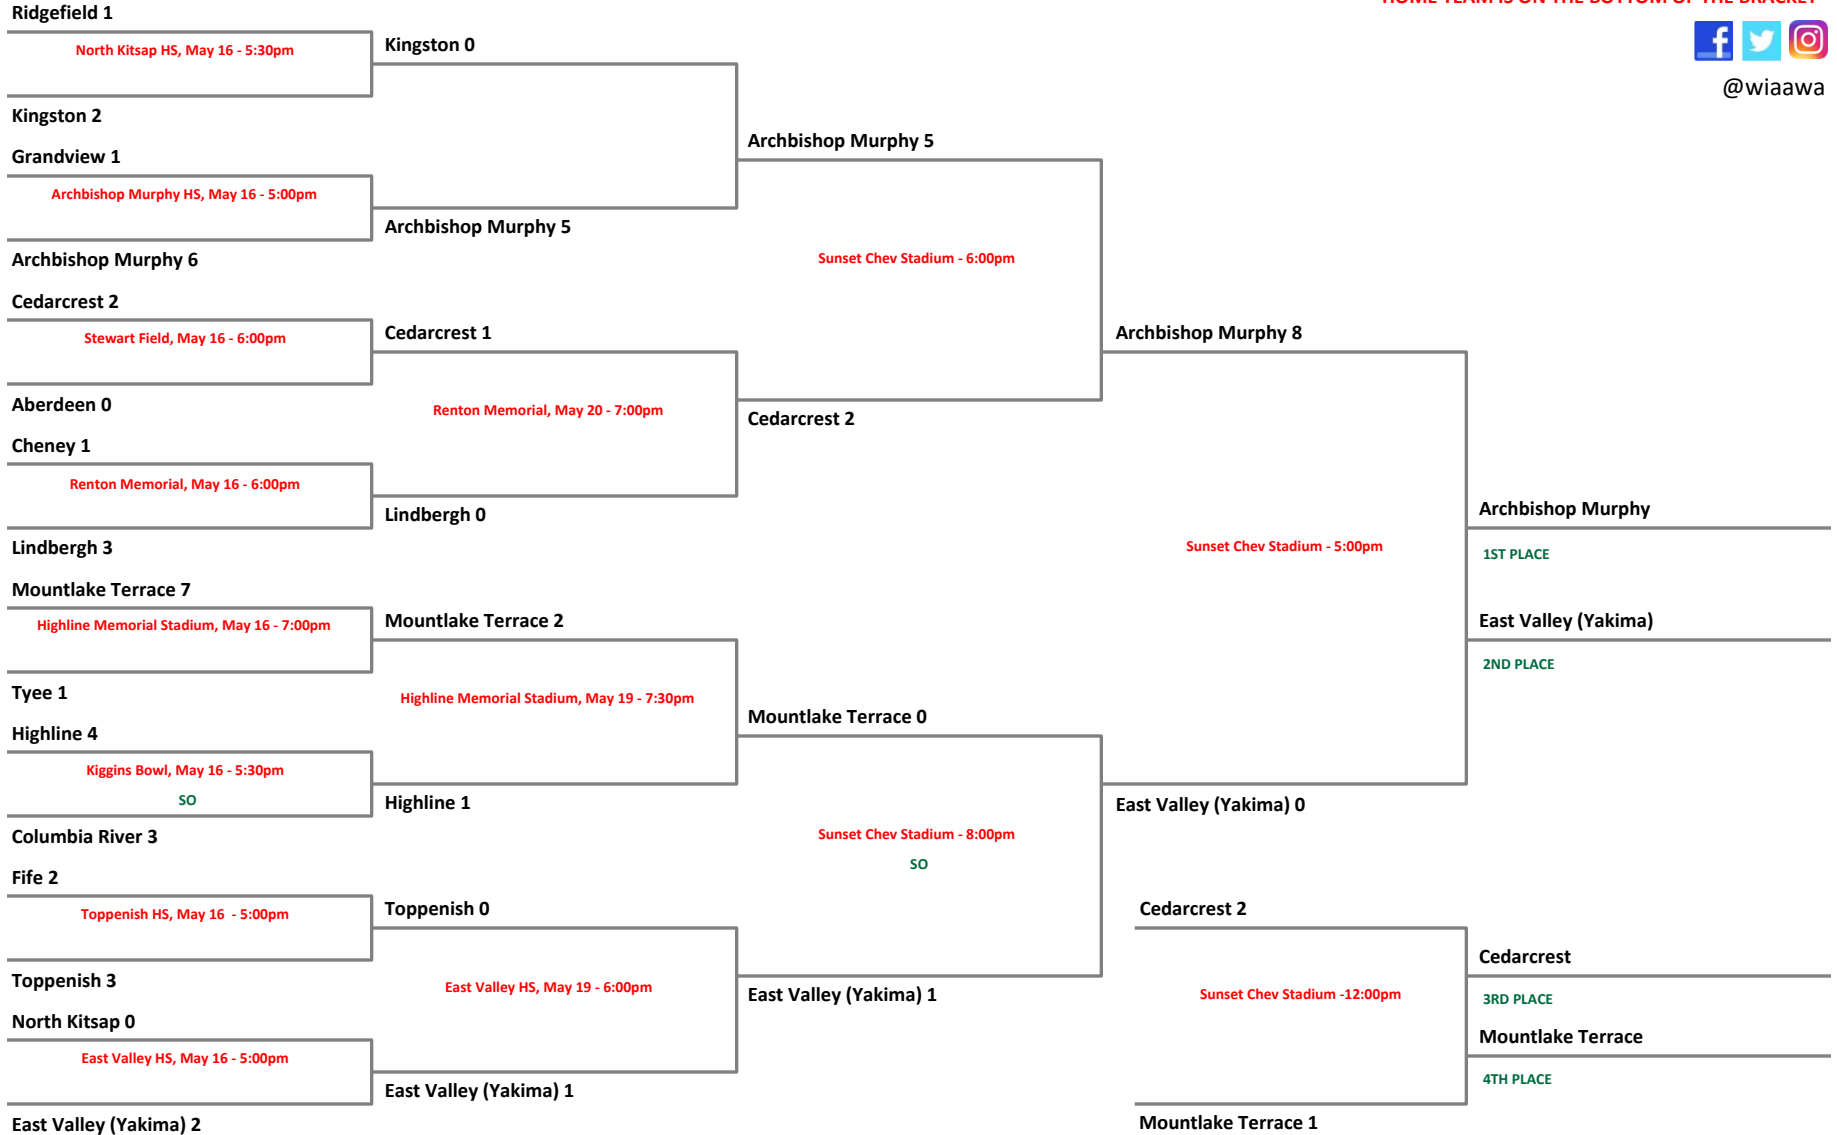 HOME TEAM IS ON THE BOTTOM OF THE BRACKET
@wiaawa
Ridgefield 1
North Kitsap HS, May 16 - 5:30pm
Kingston 2
Grandview 1
Archbishop Murphy HS, May 16 - 5:00pm
Archbishop Murphy 6
Cedarcrest 2
Stewart Field, May 16 - 6:00pm
Aberdeen 0
Cheney 1
Renton Memorial, May 16 - 6:00pm
Lindbergh 3
Mountlake Terrace 7
Highline Memorial Stadium, May 16 - 7:00pm
Tyee 1
Highline 4
Kiggins Bowl, May 16 - 5:30pm
SO
Columbia River 3
Fife 2
Toppenish HS, May 16 - 5:00pm
Toppenish 3
North Kitsap 0
East Valley HS, May 16 - 5:00pm
East Valley (Yakima) 2
Kingston 0
Archbishop Murphy 5
Cedarcrest 1
Renton Memorial, May 20 - 7:00pm
Lindbergh 0
Mountlake Terrace 2
Highline Memorial Stadium, May 19 - 7:30pm
Highline 1
Toppenish 0
East Valley HS, May 19 - 6:00pm
East Valley (Yakima) 1
Archbishop Murphy 5
Sunset Chev Stadium - 6:00pm
Cedarcrest 2
Mountlake Terrace 0
Sunset Chev Stadium - 8:00pm
SO
East Valley (Yakima) 1
Archbishop Murphy 8
Sunset Chev Stadium - 5:00pm
East Valley (Yakima) 0
Cedarcrest 2
Sunset Chev Stadium -12:00pm
Mountlake Terrace 1
Archbishop Murphy
1ST PLACE
East Valley (Yakima)
2ND PLACE
Cedarcrest
3RD PLACE
Mountlake Terrace
4TH PLACE